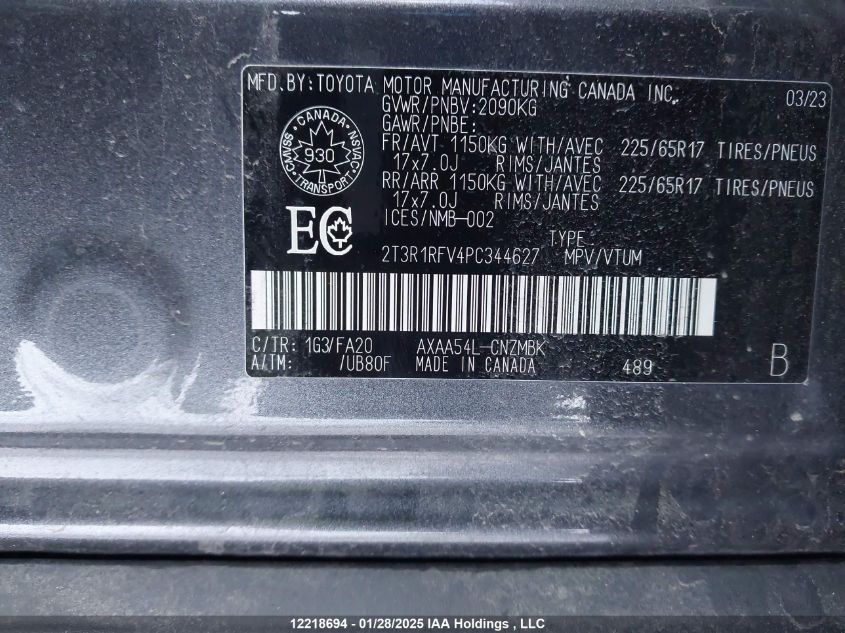 MFD.BY:TOYOTA MOTOR MANUFACTURING CANADA INC. 03/23
GVWR/PNBV:2090KG
GAWR/PNBE:
FR/AVT 1150KG WITH/AVEC 225/65R17 TIRES/PNEUS
17x7.0J RIMS/JANTES
RR/ARR 1150KG WITH/AVEC 225/65R17 TIRES/PNEUS
17x7.0J RIMS/JANTES
ICES/NMB-002
CANADA
CMVSS 930 NSVAC
TRANSPORT
EC
TYPE
2T3R1RFV4PC344627 MPV/VTUM
C/TR: 1G3/FA20 AXAA54L-CNZMBK
A/TM: /UB80F MADE IN CANADA 489 B
12218694 - 01/28/2025 IAA Holdings , LLC